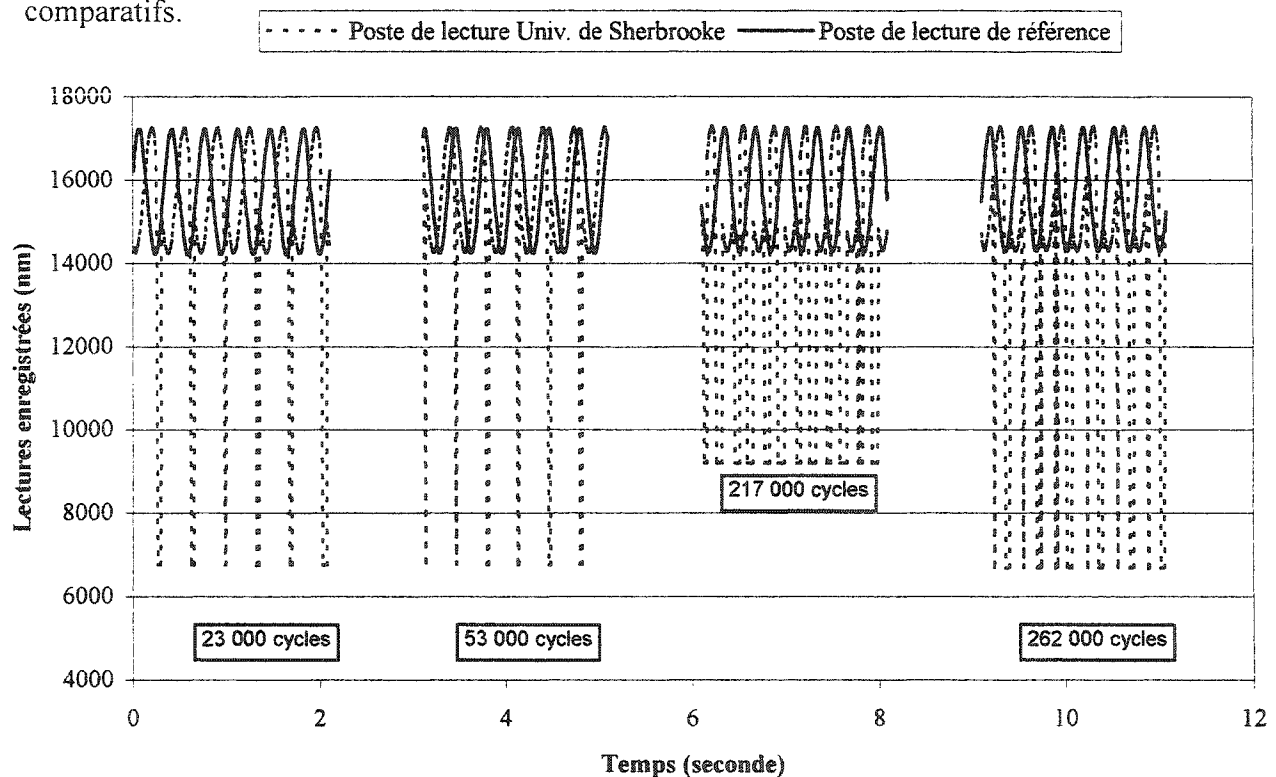 comparatifs.
Poste de lecture Univ. de Sherbrooke Poste de lecture de référence
18000
16000
14000
12000
10000
8000
6000
4000
Lectures enregistrées (nm)
23 000 cycles
53 000 cycles
217 000 cycles
262 000 cycles
0 2 4 6 8 10 12
Temps (seconde)